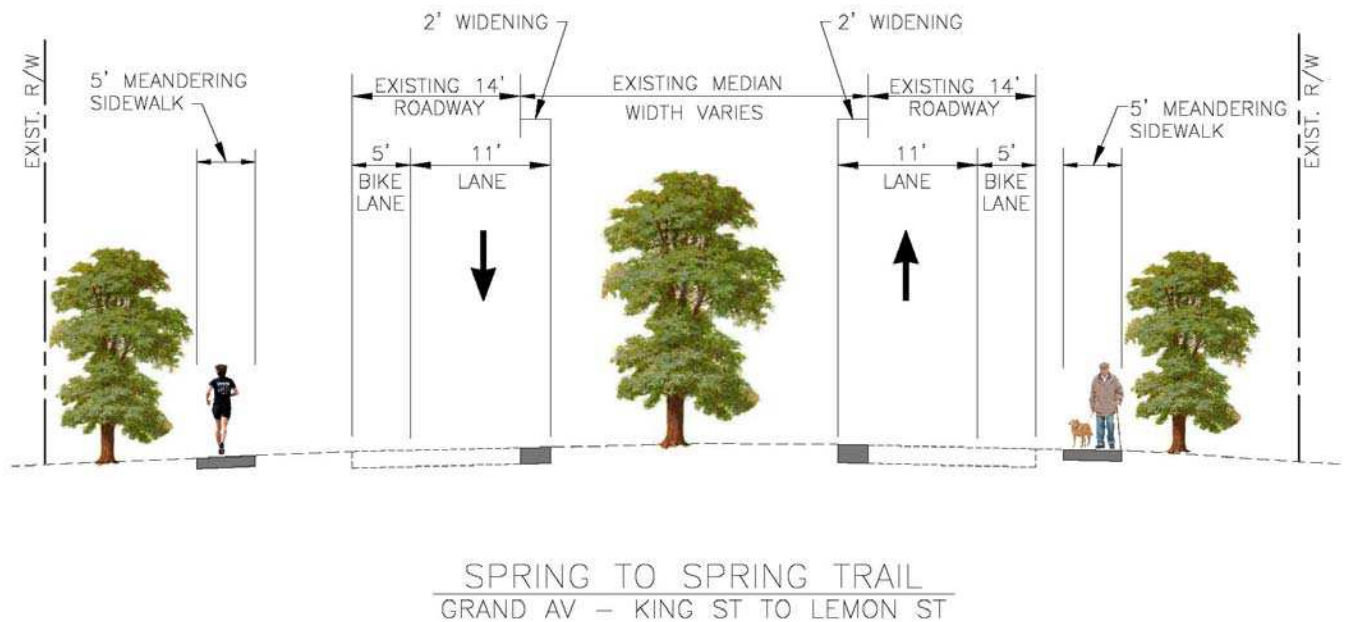 2' WIDENING
2' WIDENING
EXIST. R/W
5' MEANDERING
SIDEWALK
EXISTING 14'
ROADWAY
EXISTING MEDIAN
WIDTH VARIES
EXISTING 14'
ROADWAY
5' MEANDERING
SIDEWALK
EXIST. R/W
5'
BIKE
LANE
11'
LANE
11'
LANE
5'
BIKE
LANE
SPRING TO SPRING TRAIL
GRAND AV – KING ST TO LEMON ST